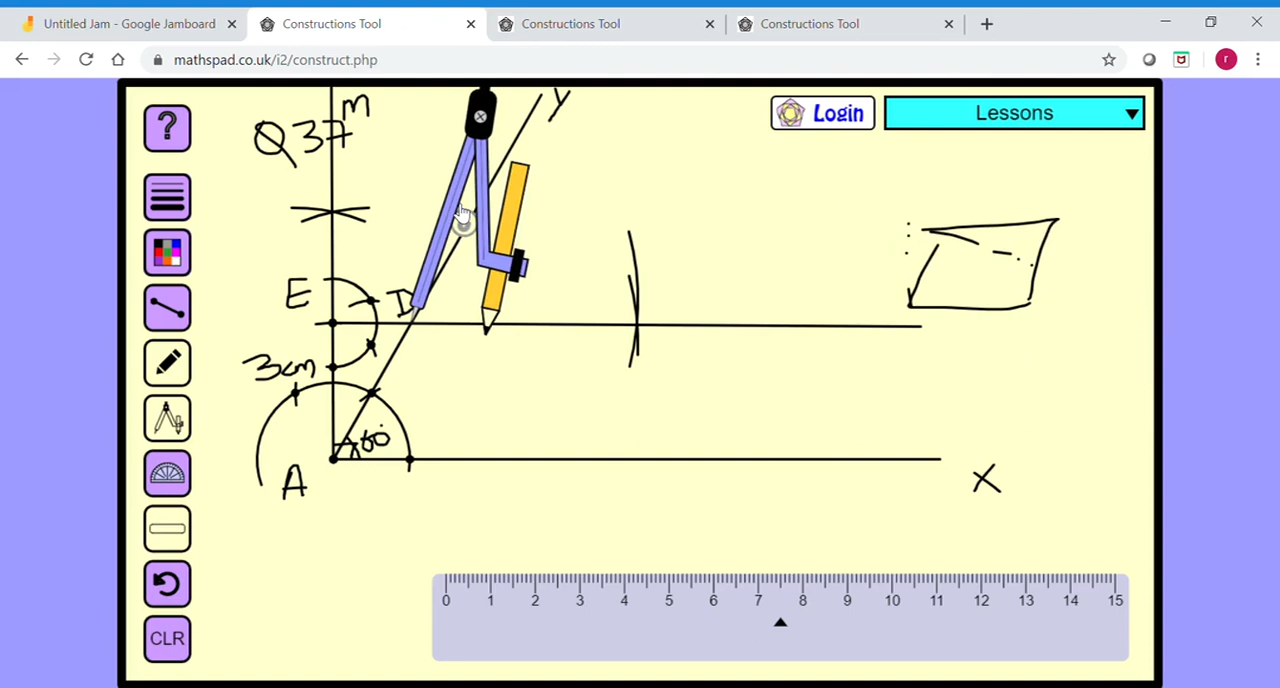 Untitled Jam - Google Jamboard
Constructions Tool
Constructions Tool
Constructions Tool
mathspad.co.uk/i2/construct.php
r
?
CLR
Login
Lessons
Q37
m
Y
E
D
3cm
60°
A
X
0 1 2 3 4 5 6 7 8 9 10 11 12 13 14 15